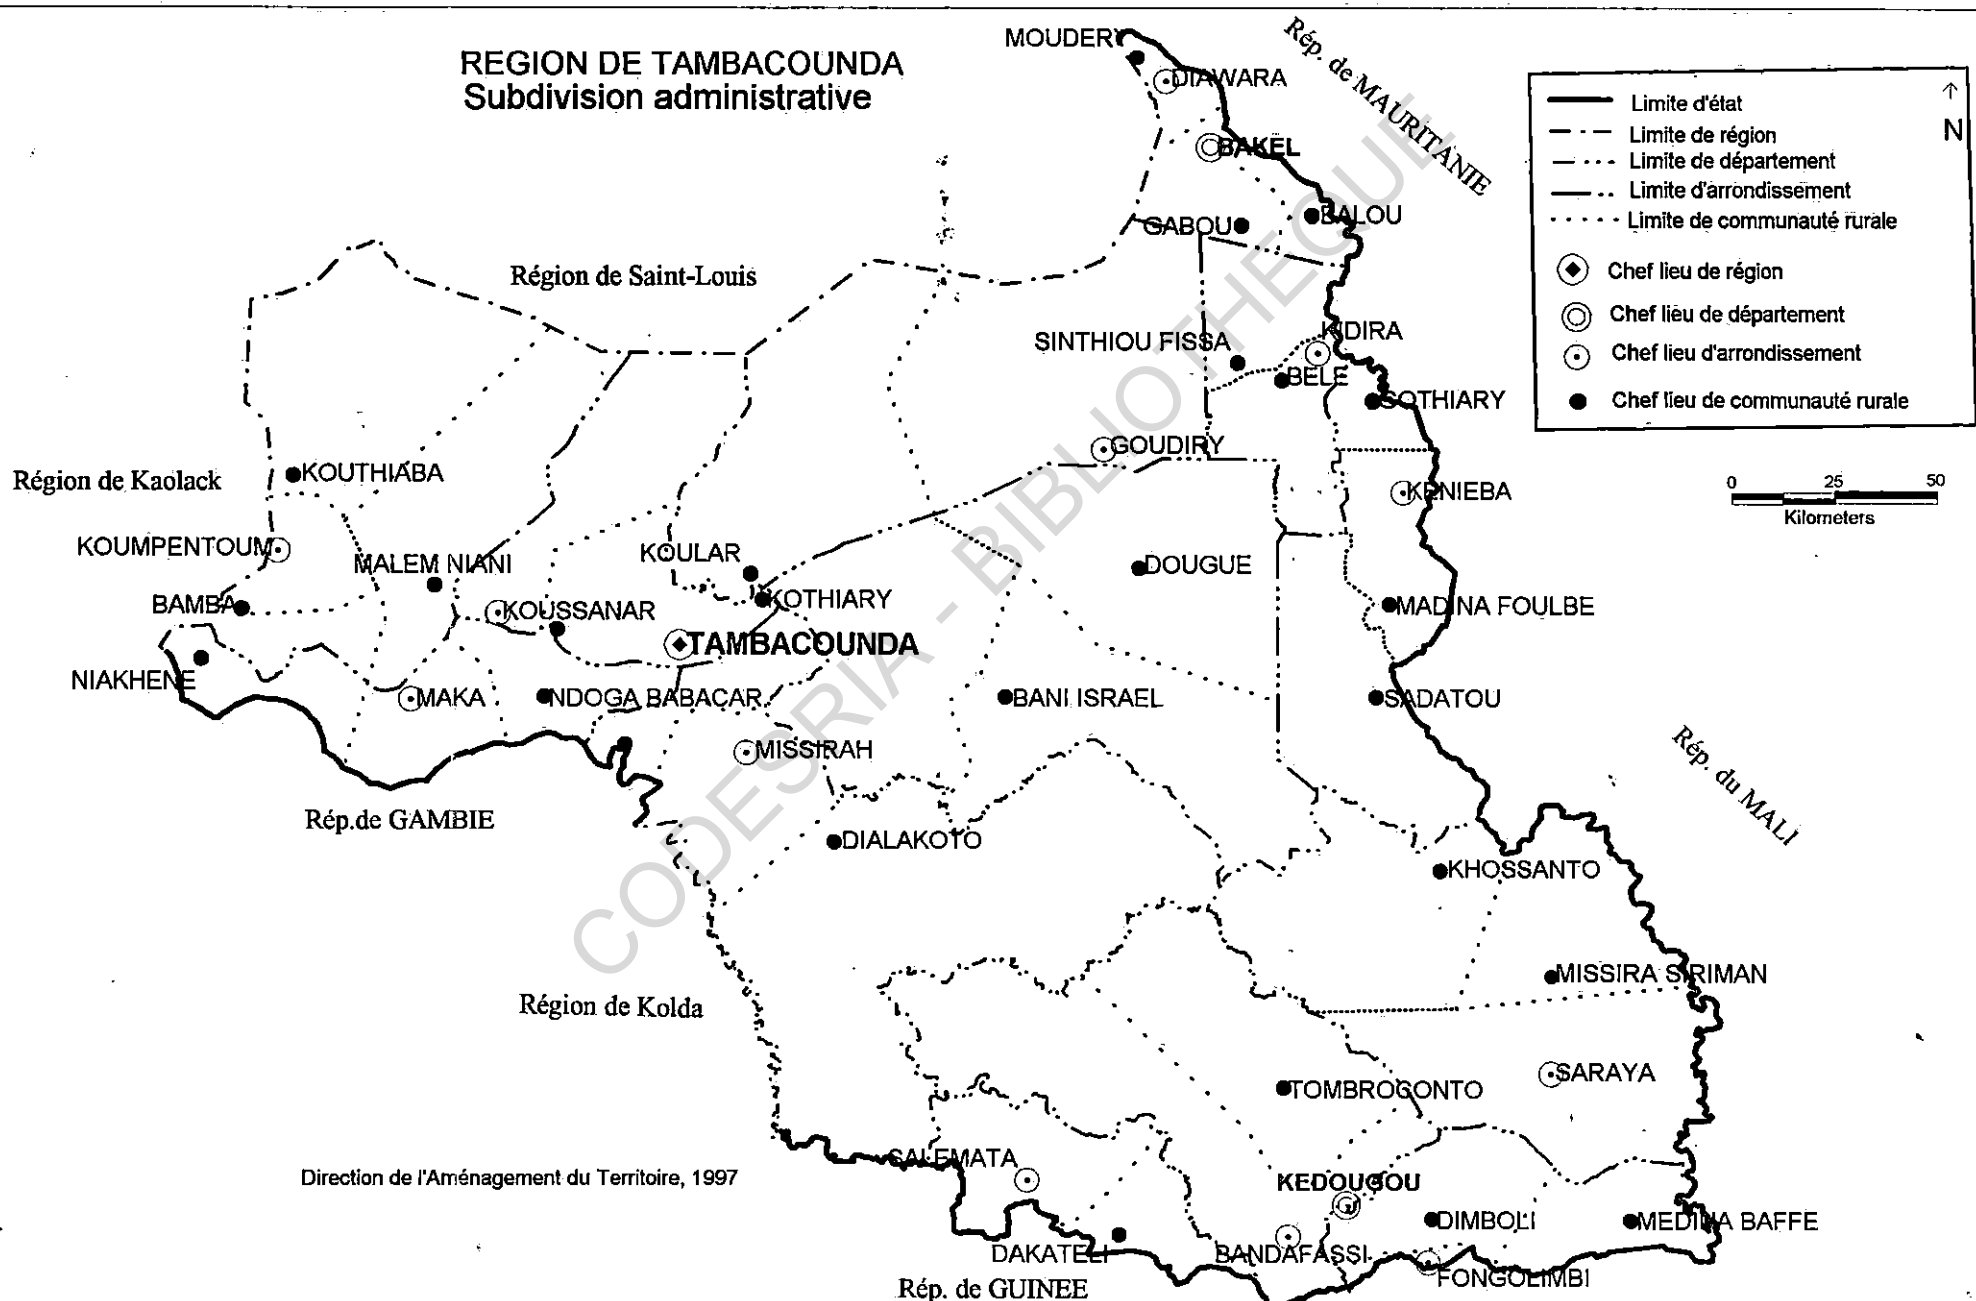 REGION DE TAMBACOUNDA
Subdivision administrative
MOUDERY
Rép. de MAURITANIE
DIAWARA
BAKEL
GABOU
BALOU
Limite d'état
Limite de région
Limite de département
Limite d'arrondissement
Limite de communauté rurale
Chef lieu de région
Chef lieu de département
Chef lieu d'arrondissement
Chef lieu de communauté rurale
N
0 25 50
Kilometers
Région de Saint-Louis
SINTHIOU FISSA
KIDIRA
BELE
SOTHIARY
GOUDIRY
Région de Kaolack
KOUTHIABA
KENIEBA
KOUMPENTOUM
MALEM NIANI
KOULAR
DOUGUE
BAMBA
KOUSSANAR
KOTHIARY
MADINA FOULBE
TAMBACOUNDA
NIAKHENE
MAKA
NDOGA BABACAR
BANI ISRAEL
SADATOU
MISSIRAH
Rép. du MALI
Rép.de GAMBIE
DIALAKOTO
KHOSSANTO
MISSIRA SIRIMAN
Région de Kolda
SARAYA
TOMBROGONTO
SALEMATA
Direction de l'Aménagement du Territoire, 1997
KEDOUGOU
DIMBOLI
MEDINA BAFFE
DAKATELI
BANDAFASSI
FONGOLIMBI
Rép. de GUINEE
CODESRIA - BIBLIOTHEQUE